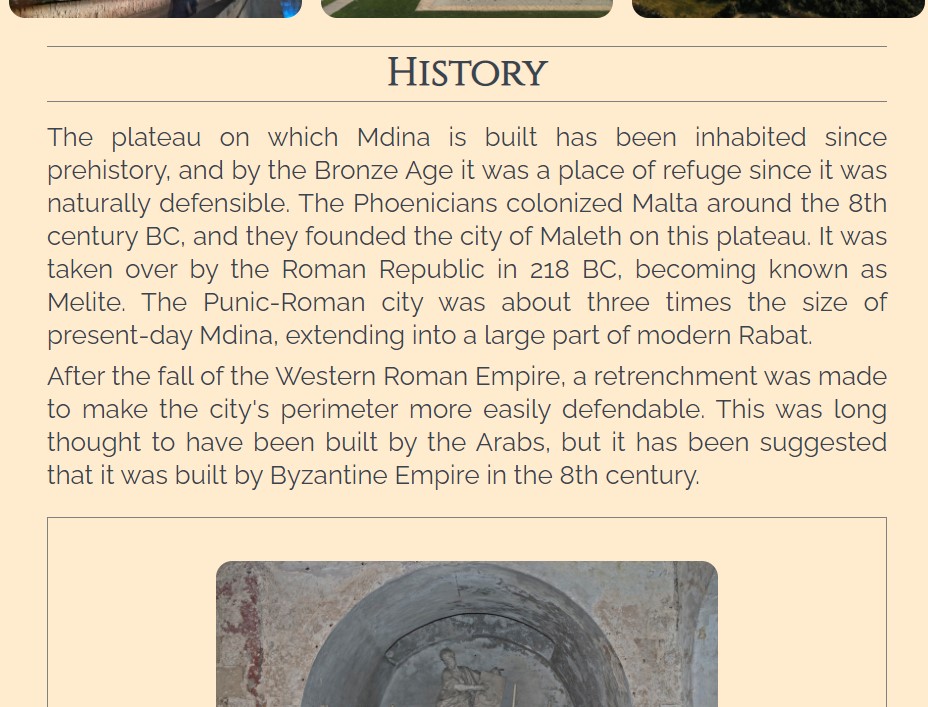 History
The plateau on which Mdina is built has been inhabited since
prehistory, and by the Bronze Age it was a place of refuge since it was
naturally defensible. The Phoenicians colonized Malta around the 8th
century BC, and they founded the city of Maleth on this plateau. It was
taken over by the Roman Republic in 218 BC, becoming known as
Melite. The Punic-Roman city was about three times the size of
present-day Mdina, extending into a large part of modern Rabat.
After the fall of the Western Roman Empire, a retrenchment was made
to make the city's perimeter more easily defendable. This was long
thought to have been built by the Arabs, but it has been suggested
that it was built by Byzantine Empire in the 8th century.